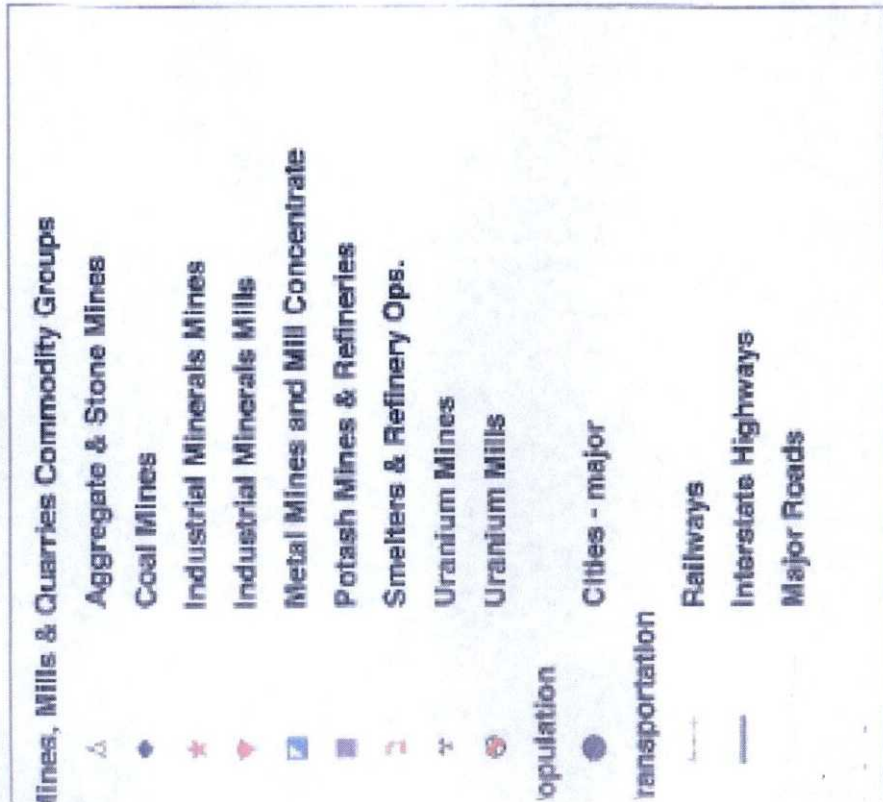 Mines, Mills & Quarries Commodity Groups
Aggregate & Stone Mines
Coal Mines
Industrial Minerals Mines
Industrial Minerals Mills
Metal Mines and Mill Concentrate
Potash Mines & Refineries
Smelters & Refinery Ops.
Uranium Mines
Uranium Mills
opulation
Cities - major
ransportation
Railways
Interstate Highways
Major Roads